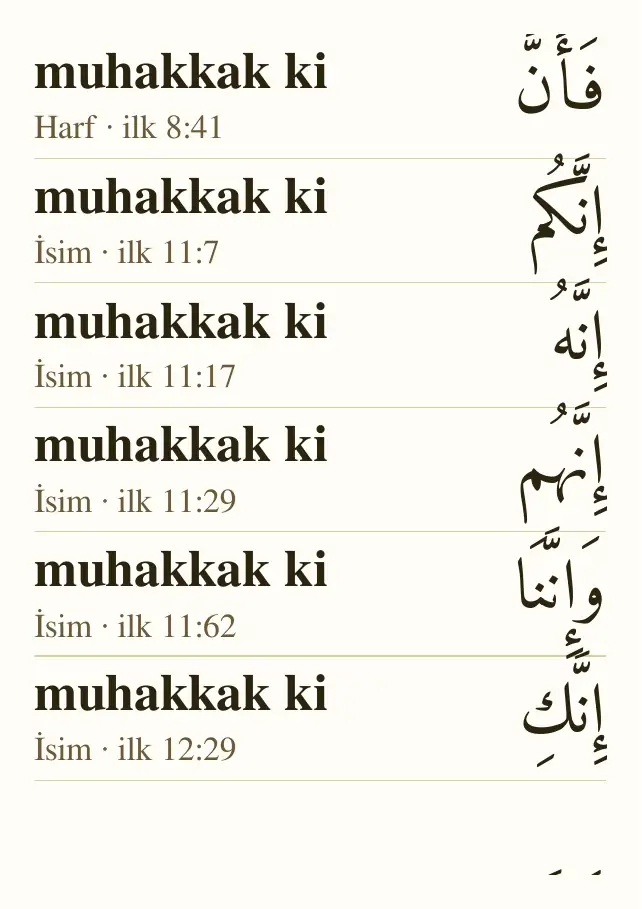 muhakkak ki فَأَنَّ
Harf · ilk 8:41
muhakkak ki إِنَّكُم
İsim · ilk 11:7
muhakkak ki إِنَّهُ
İsim · ilk 11:17
muhakkak ki إِنَّهُم
İsim · ilk 11:29
muhakkak ki وَإِنَّنَا
İsim · ilk 11:62
muhakkak ki إِنَّكِ
İsim · ilk 12:29